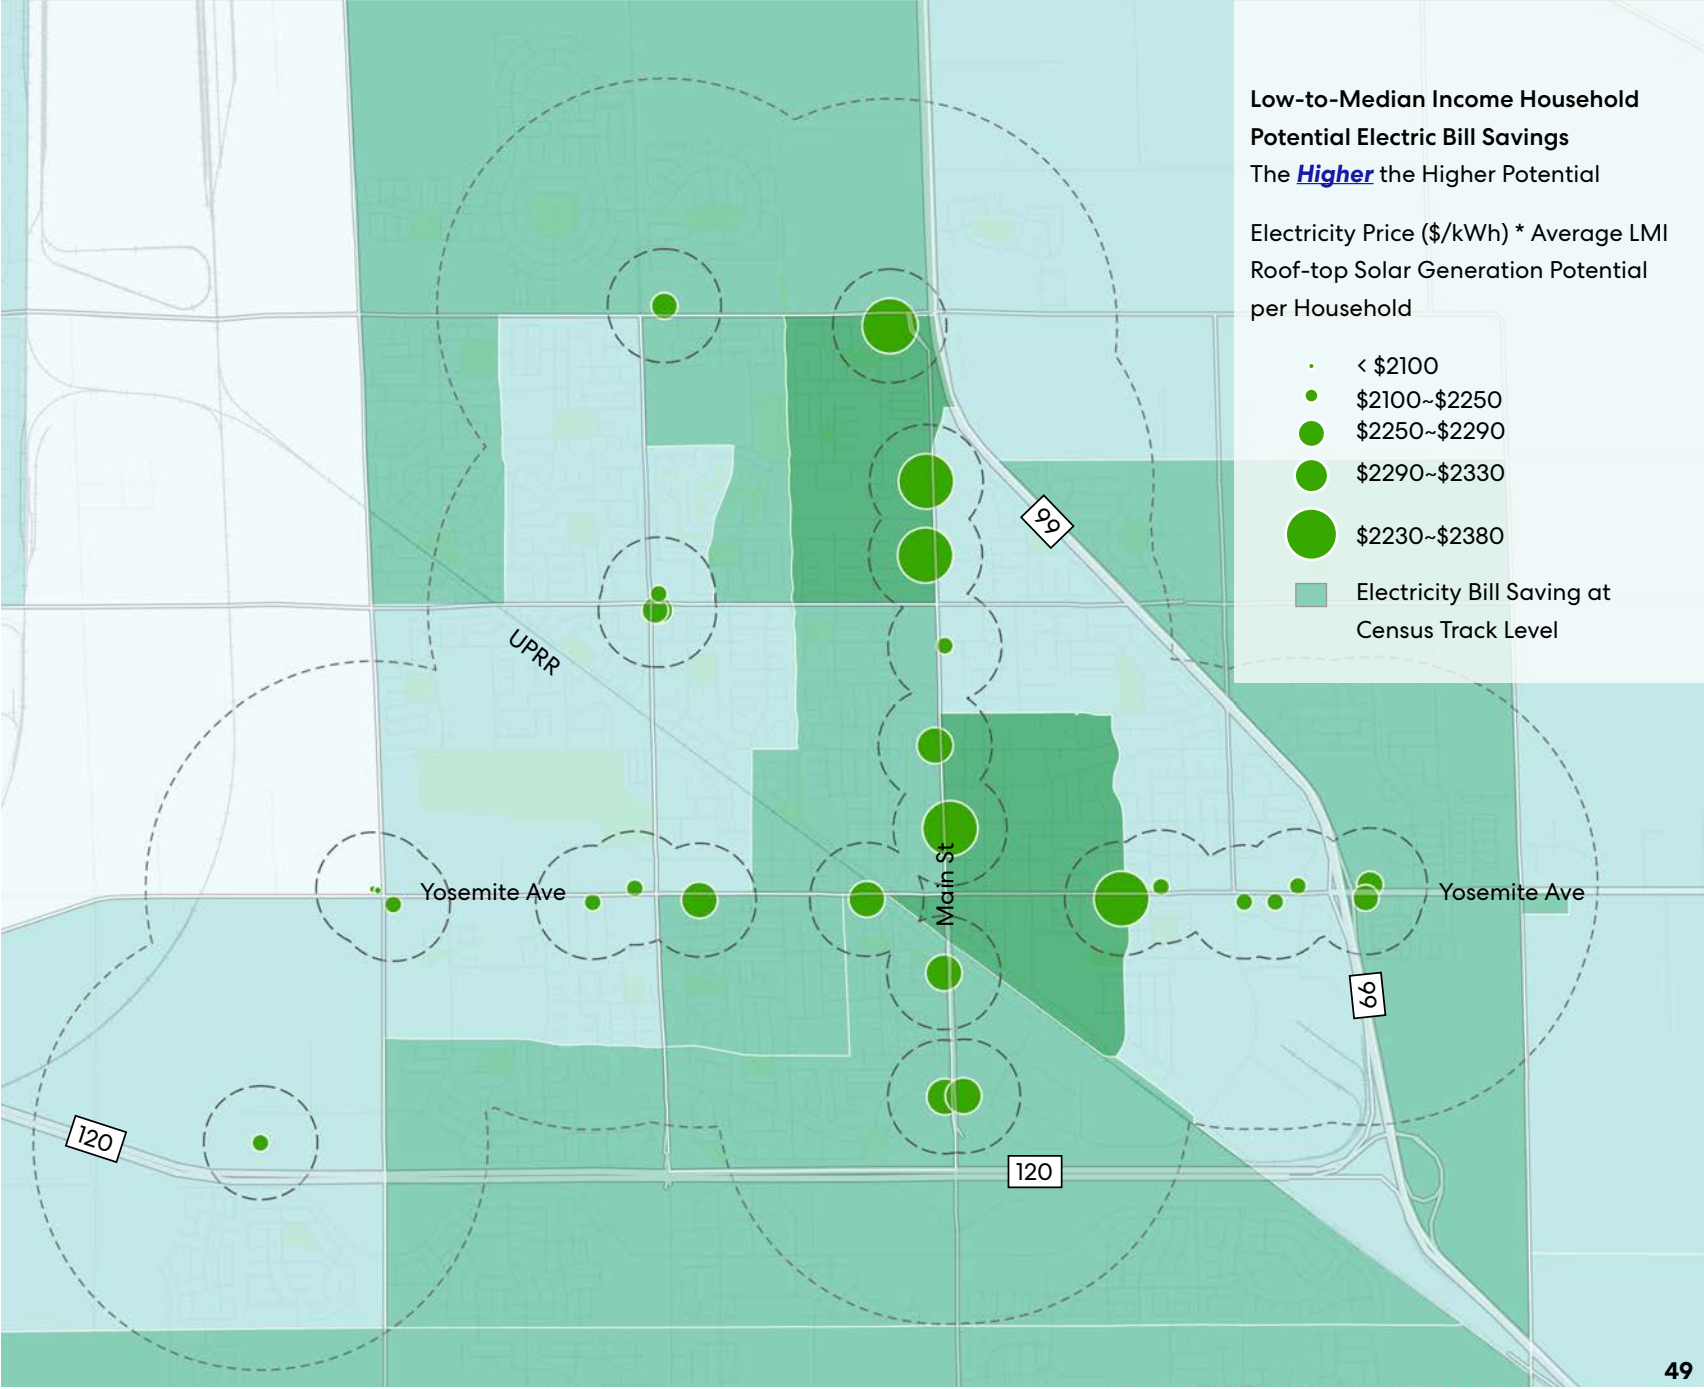 Low-to-Median Income Household
Potential Electric Bill Savings
The Higher the Higher Potential
Electricity Price ($/kWh) * Average LMI
Roof-top Solar Generation Potential
per Household
< $2100
$2100~$2250
$2250~$2290
$2290~$2330
$2230~$2380
Electricity Bill Saving at
Census Track Level
99
UPRR
Main St
Yosemite Ave
Yosemite Ave
99
120
120
49